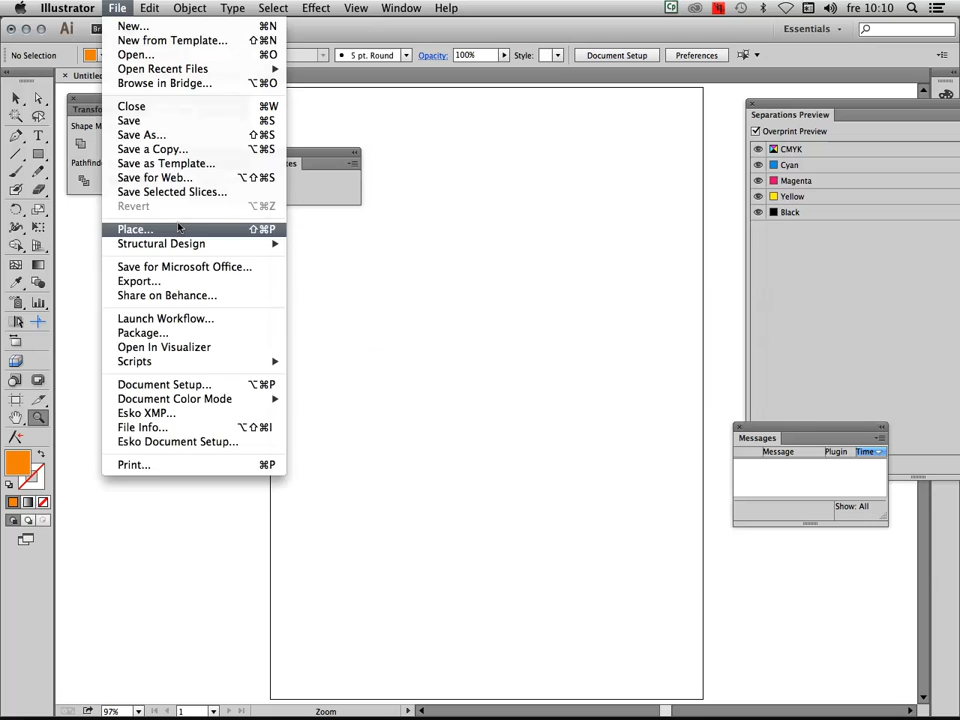 Illustrator File Edit Object Type Select Effect View Window Help fre 10:10
Ai Essentials
No Selection 5 pt. Round Opacity: 100% Style: Document Setup Preferences
New... ⌘N
New from Template... ⇧⌘N
Open... ⌘O
Open Recent Files
Browse in Bridge... ⌥⌘O
Close ⌘W
Save ⌘S
Save As... ⇧⌘S
Save a Copy... ⌥⌘S
Save as Template...
Save for Web... ⌥⇧⌘S
Save Selected Slices...
Revert ⌥⌘Z
Place... ⇧⌘P
Structural Design
Save for Microsoft Office...
Export...
Share on Behance...
Launch Workflow...
Package...
Open In Visualizer
Scripts
Document Setup... ⌥⌘P
Document Color Mode
Esko XMP...
File Info... ⌥⇧⌘I
Esko Document Setup...
Print... ⌘P
Separations Preview
Overprint Preview
CMYK
Cyan
Magenta
Yellow
Black
Messages
Message Plugin Time
Show: All
97% 1 Zoom